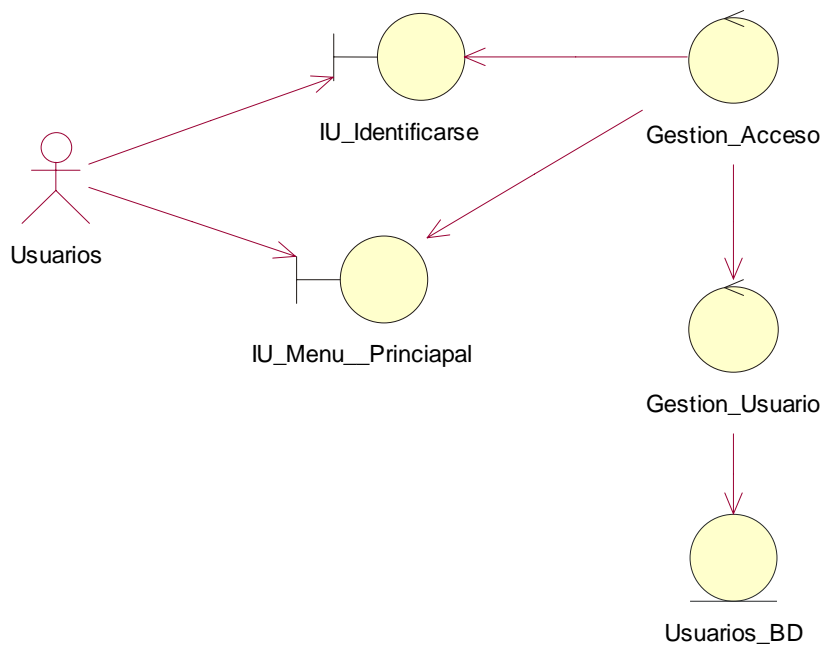 IU_Identificarse
Gestion_Acceso
Usuarios
IU_Menu__Princiapal
Gestion_Usuario
Usuarios_BD